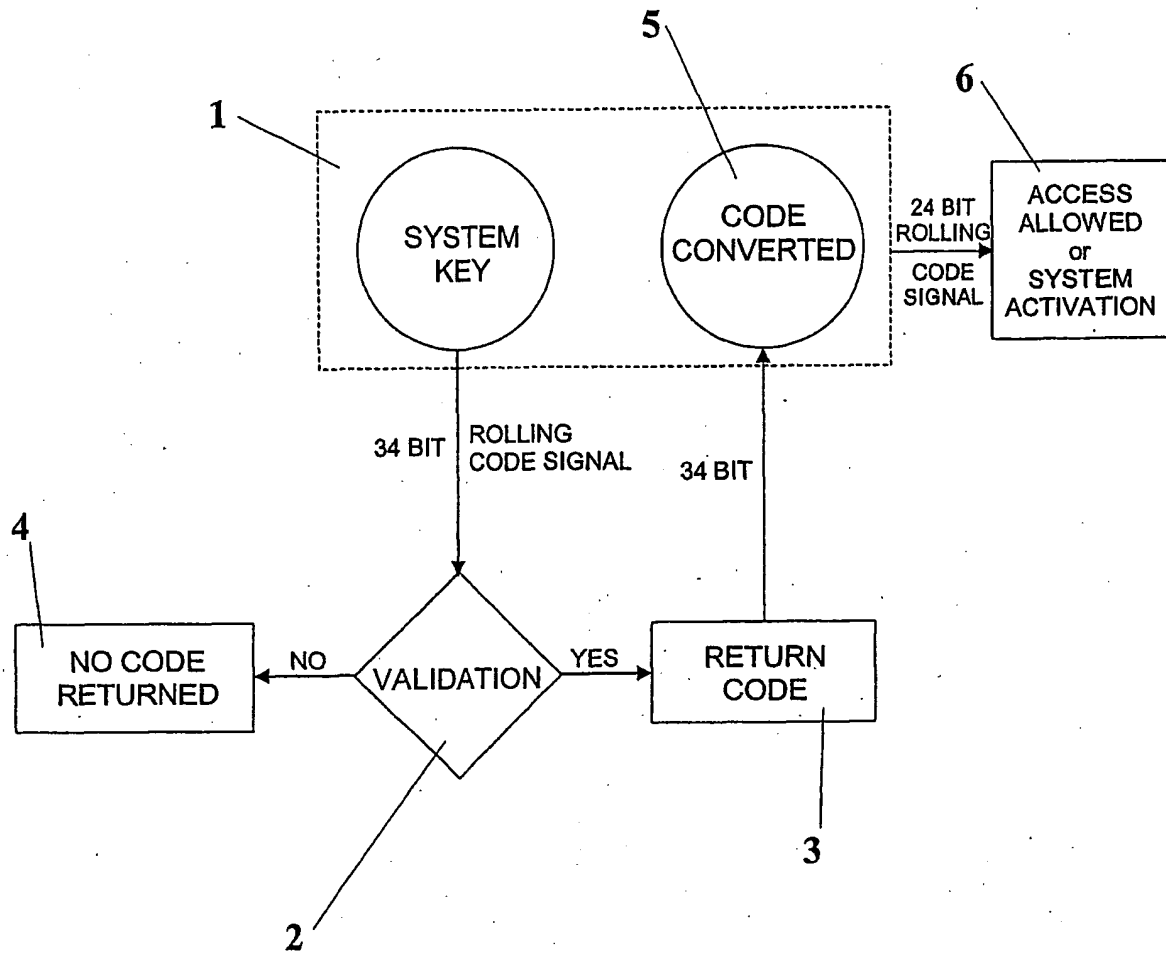 5
6
1
SYSTEM
KEY
CODE
CONVERTED
24 BIT
ROLLING
CODE
SIGNAL
ACCESS
ALLOWED
or
SYSTEM
ACTIVATION
34 BIT
ROLLING
CODE SIGNAL
34 BIT
4
NO CODE
RETURNED
NO
VALIDATION
YES
RETURN
CODE
3
2